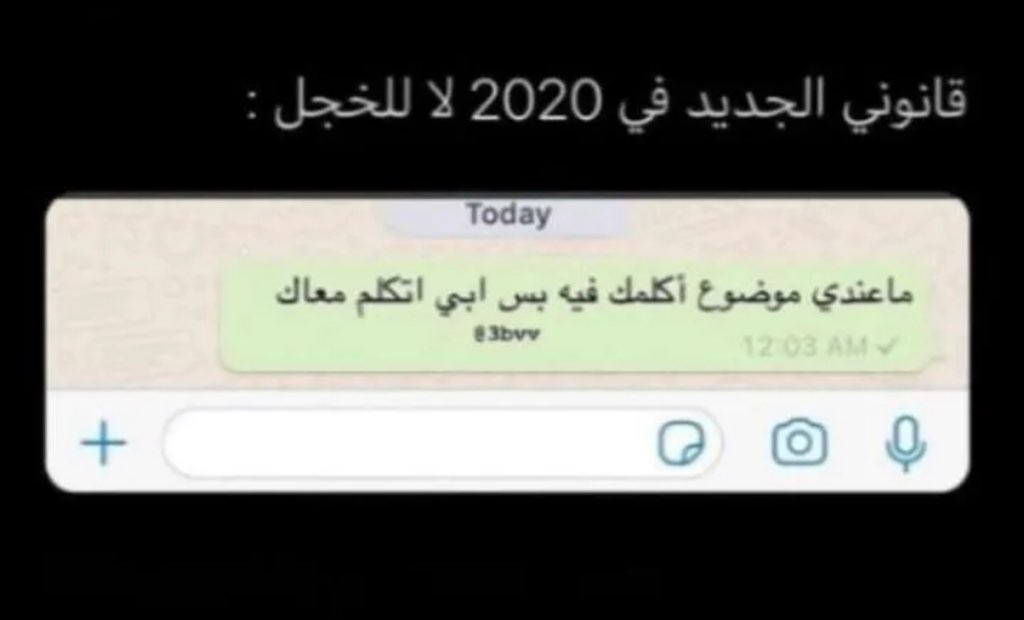 قانوني الجديد في 2020 لا للخجل :
Today
ماعندي موضوع أكلمك فيه بس ابي اتكلم معاك
@3bvv
12:03 AM